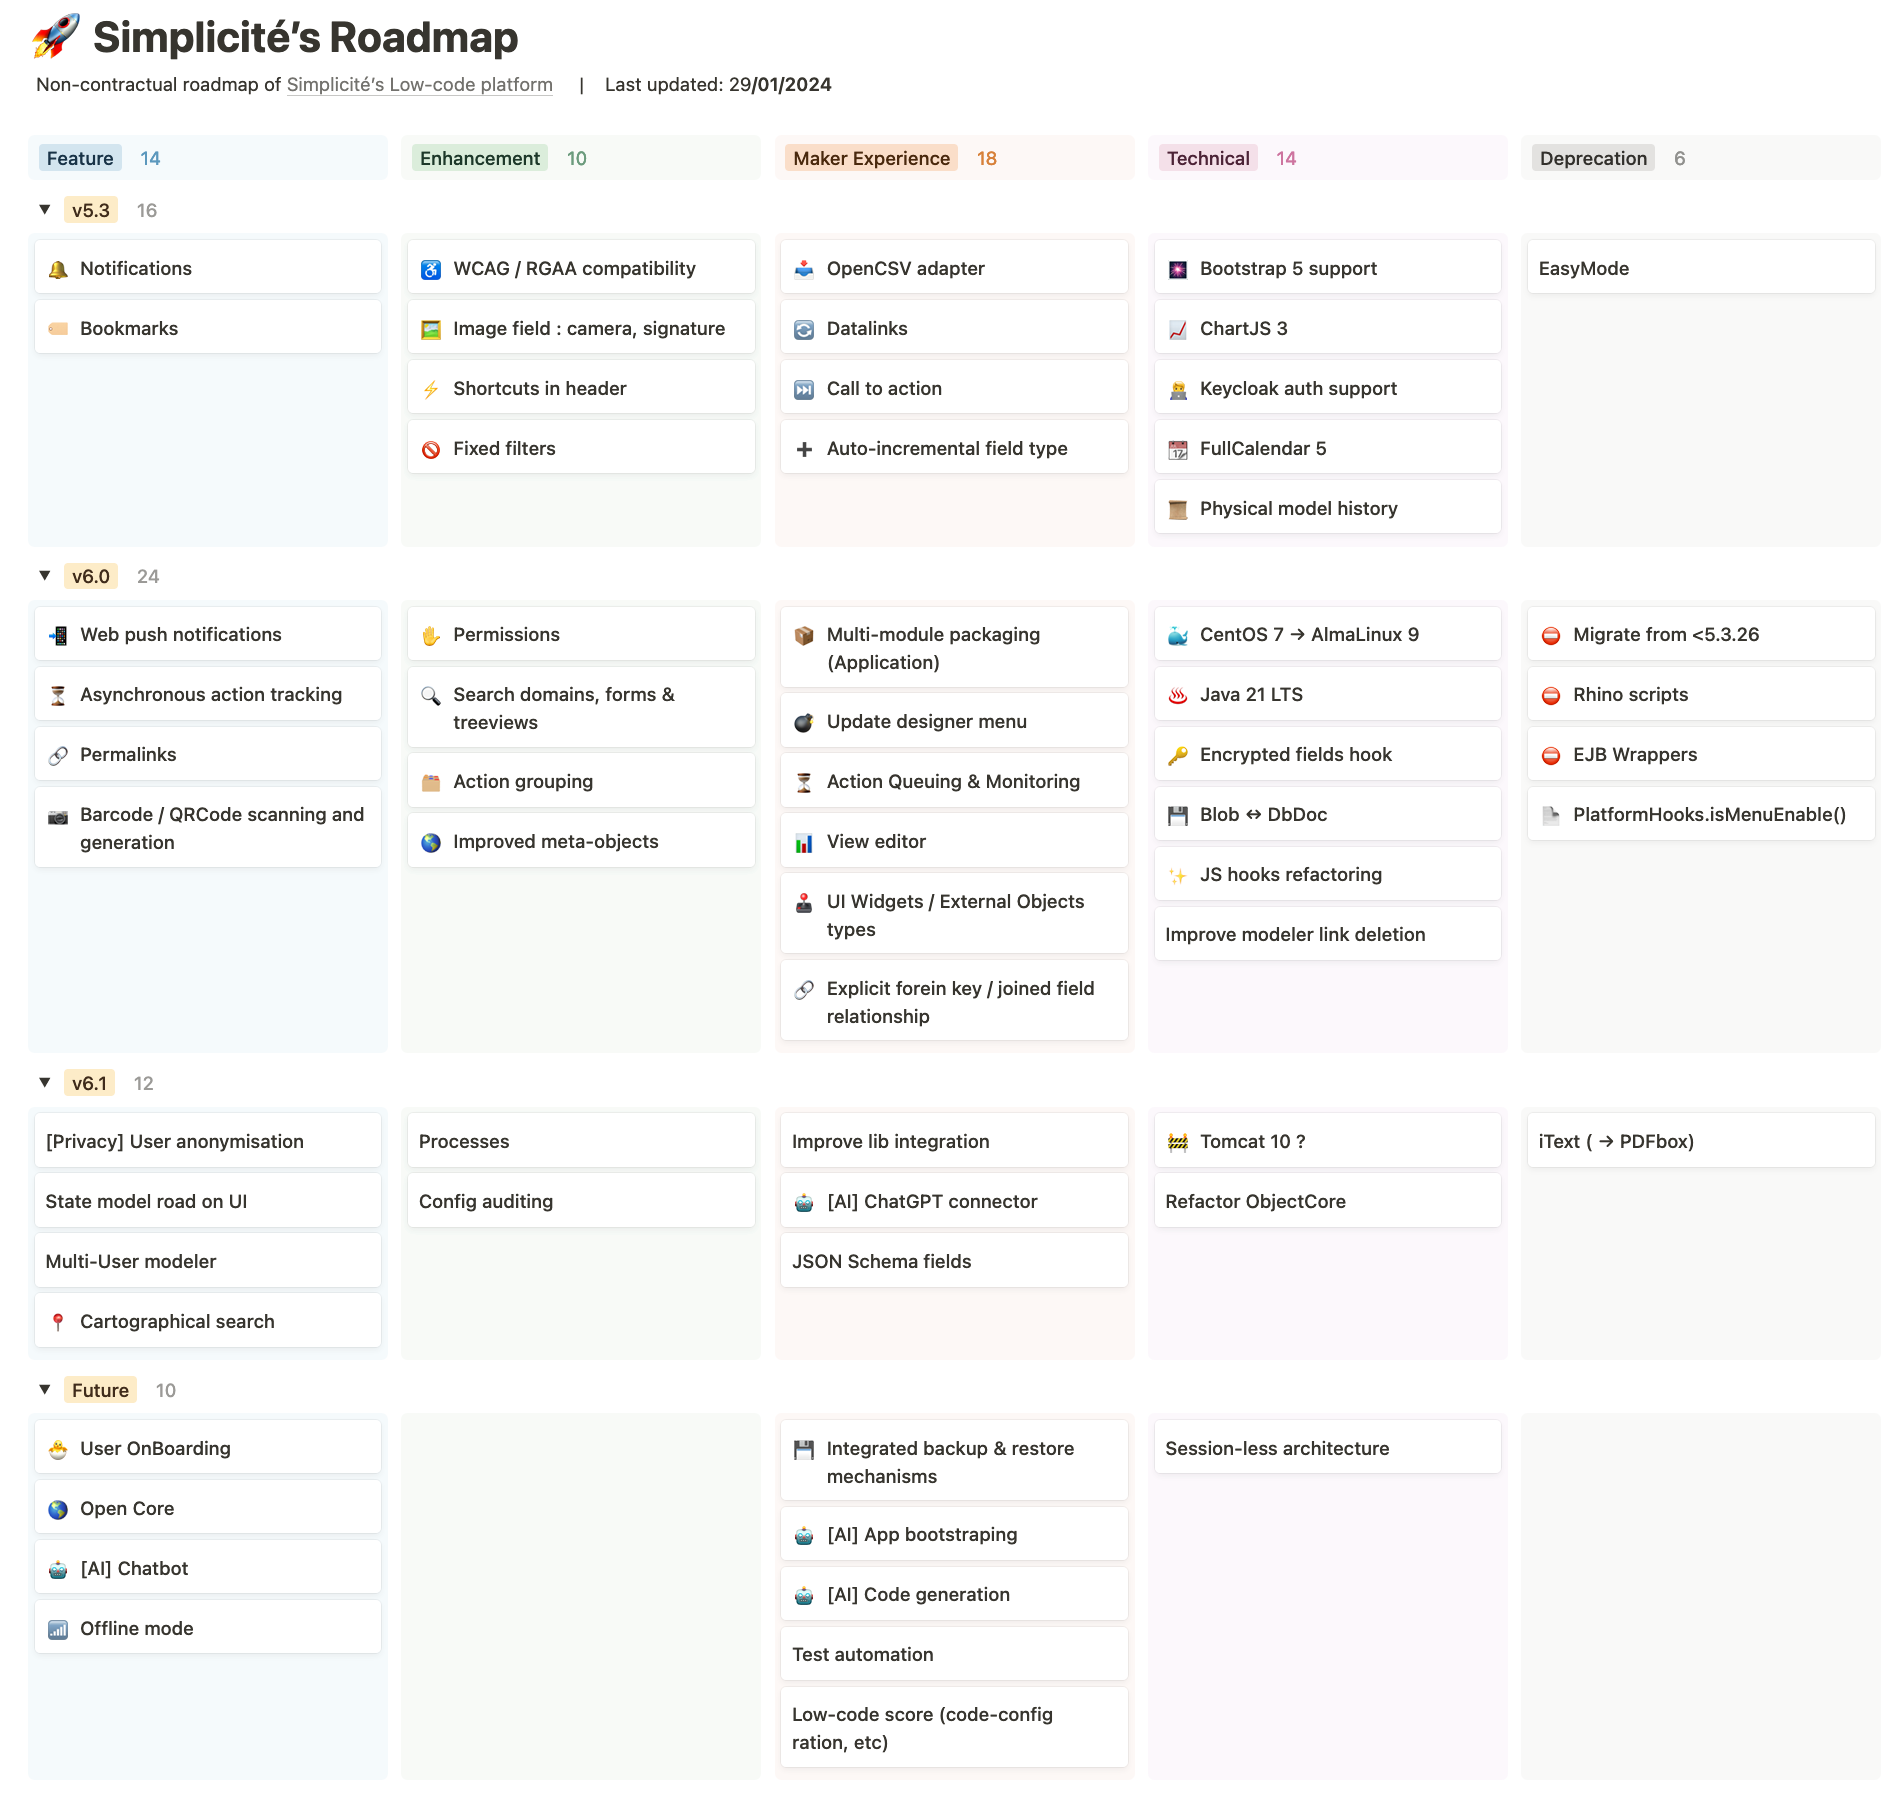 Simplicité’s Roadmap
Non-contractual roadmap of Simplicité’s Low-code platform | Last updated: 29/01/2024
Feature 14
Enhancement 10
Maker Experience 18
Technical 14
Deprecation 6
v5.3 16
Notifications
Bookmarks
WCAG / RGAA compatibility
Image field : camera, signature
Shortcuts in header
Fixed filters
OpenCSV adapter
Datalinks
Call to action
Auto-incremental field type
Bootstrap 5 support
ChartJS 3
Keycloak auth support
FullCalendar 5
Physical model history
EasyMode
v6.0 24
Web push notifications
Asynchronous action tracking
Permalinks
Barcode / QRCode scanning and
generation
Permissions
Search domains, forms &
treeviews
Action grouping
Improved meta-objects
Multi-module packaging
(Application)
Update designer menu
Action Queuing & Monitoring
View editor
UI Widgets / External Objects
types
Explicit forein key / joined field
relationship
CentOS 7 → AlmaLinux 9
Java 21 LTS
Encrypted fields hook
Blob ↔ DbDoc
JS hooks refactoring
Improve modeler link deletion
Migrate from <5.3.26
Rhino scripts
EJB Wrappers
PlatformHooks.isMenuEnable()
v6.1 12
[Privacy] User anonymisation
State model road on UI
Multi-User modeler
Cartographical search
Processes
Config auditing
Improve lib integration
[AI] ChatGPT connector
JSON Schema fields
Tomcat 10 ?
Refactor ObjectCore
iText ( → PDFbox)
Future 10
User OnBoarding
Open Core
[AI] Chatbot
Offline mode
Integrated backup & restore
mechanisms
[AI] App bootstraping
[AI] Code generation
Test automation
Low-code score (code-config
ration, etc)
Session-less architecture